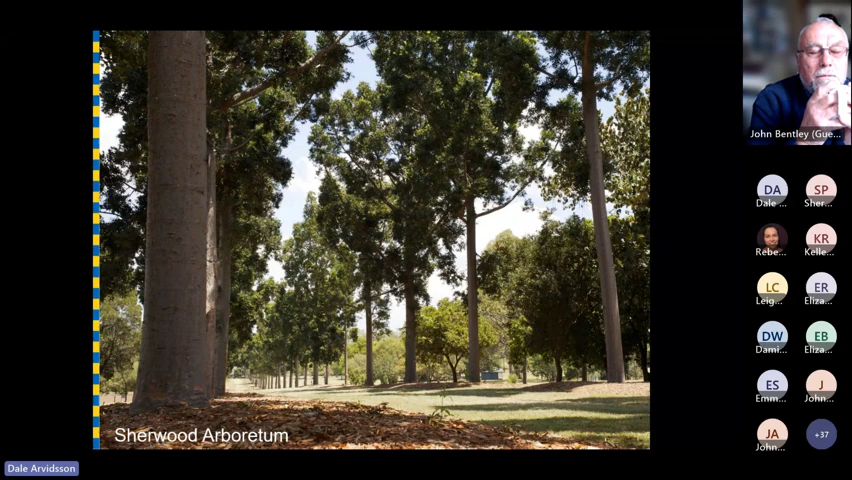 John Bentley (Gue...
DA
SP
Dale ...
Sher...
Rebe...
KR
Kelle...
LC
ER
Leig...
Eliza...
DW
EB
Dami...
Eliza...
ES
J
Emm...
John...
JA
+37
John...
Sherwood Arboretum
Dale Arvidsson